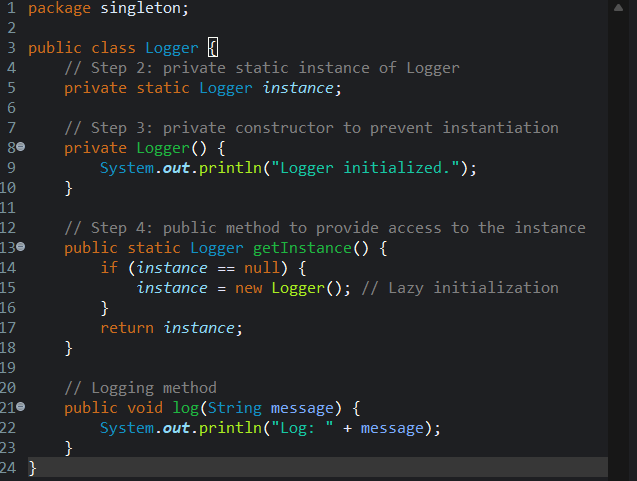 1 package singleton;
2
3 public class Logger {
4     // Step 2: private static instance of Logger
5     private static Logger instance;
6
7     // Step 3: private constructor to prevent instantiation
8     private Logger() {
9         System.out.println("Logger initialized.");
10     }
11
12     // Step 4: public method to provide access to the instance
13     public static Logger getInstance() {
14         if (instance == null) {
15             instance = new Logger(); // Lazy initialization
16         }
17         return instance;
18     }
19
20     // Logging method
21     public void log(String message) {
22         System.out.println("Log: " + message);
23     }
24 }